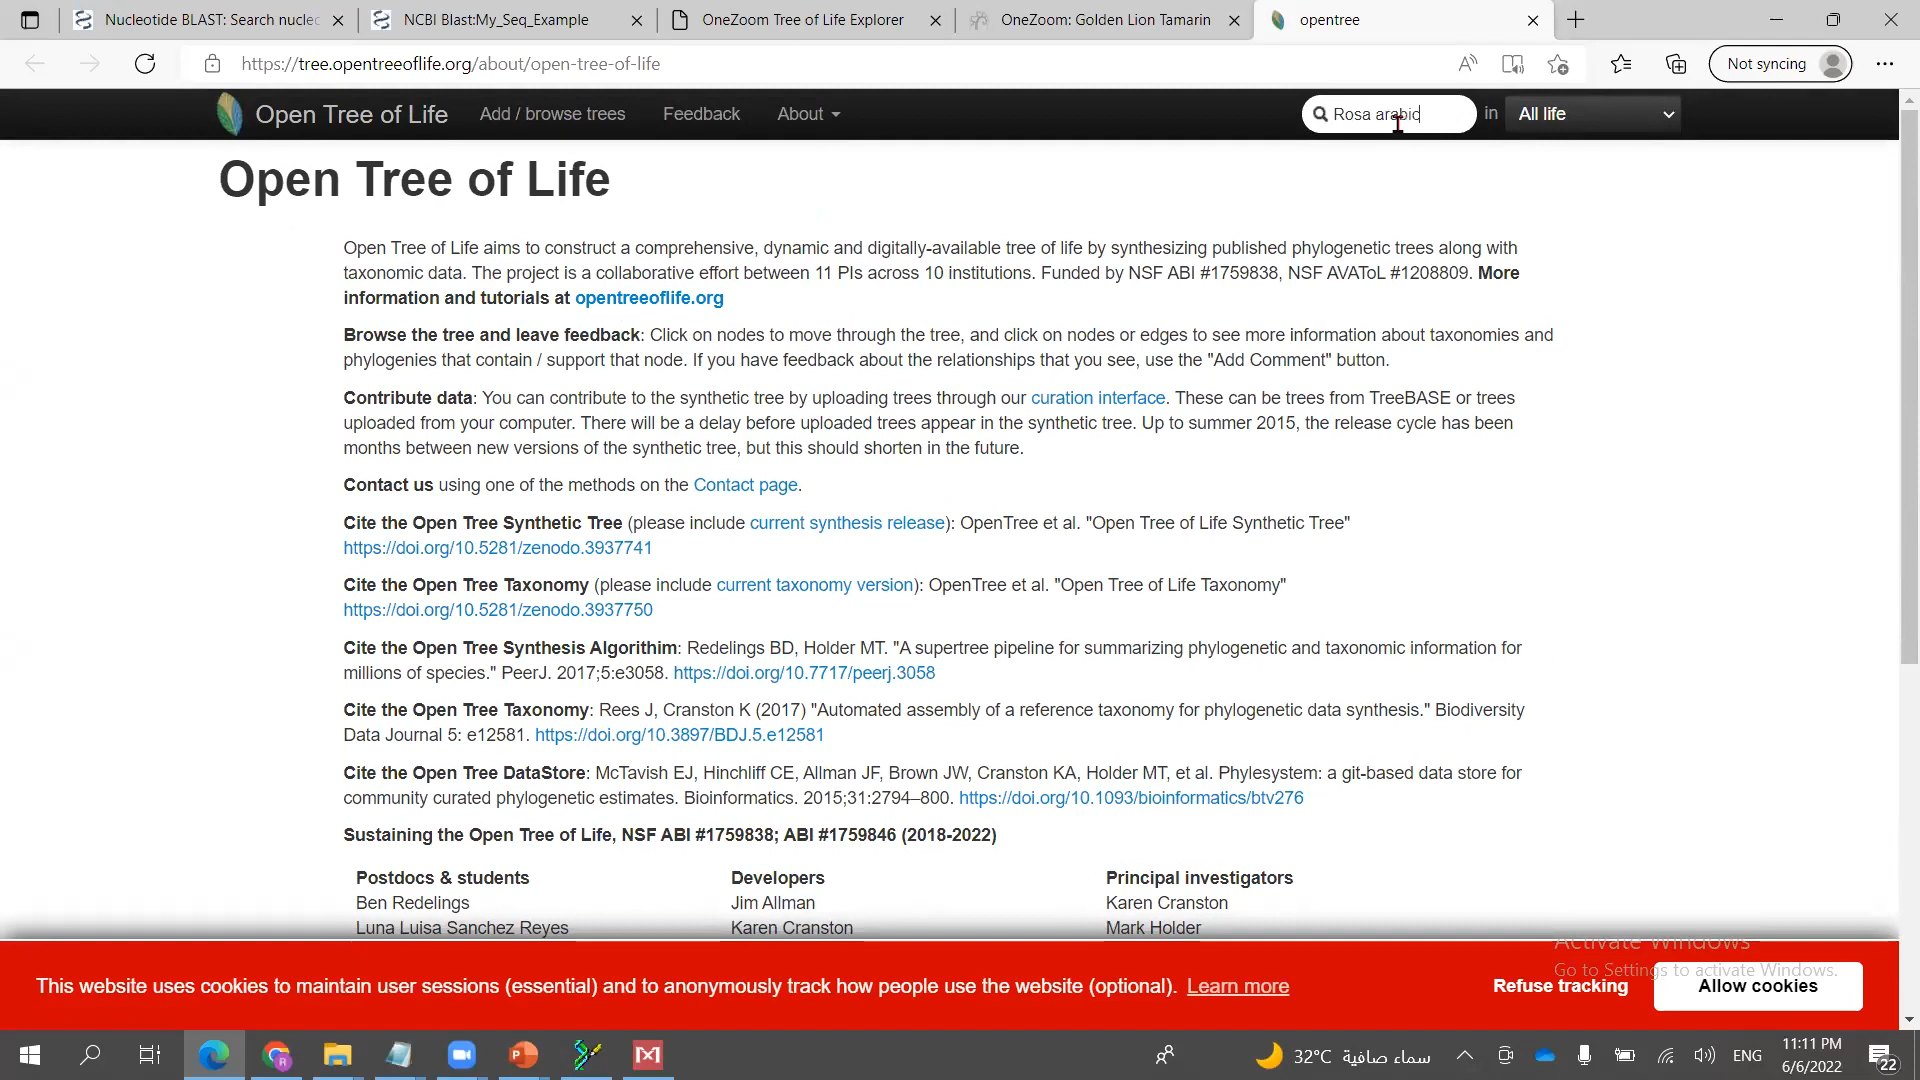 Nucleotide BLAST: Search nucle
NCBI Blast:My_Seq_Example
OneZoom Tree of Life Explorer
OneZoom: Golden Lion Tamarin
opentree
https://tree.opentreeoflife.org/about/open-tree-of-life
Not syncing
Open Tree of Life
Add / browse trees
Feedback
About
Rosa arabic
in
All life
Open Tree of Life
Open Tree of Life aims to construct a comprehensive, dynamic and digitally-available tree of life by synthesizing published phylogenetic trees along with
taxonomic data. The project is a collaborative effort between 11 PIs across 10 institutions. Funded by NSF ABI #1759838, NSF AVAToL #1208809. More
information and tutorials at opentreeoflife.org
Browse the tree and leave feedback: Click on nodes to move through the tree, and click on nodes or edges to see more information about taxonomies and
phylogenies that contain / support that node. If you have feedback about the relationships that you see, use the "Add Comment" button.
Contribute data: You can contribute to the synthetic tree by uploading trees through our curation interface. These can be trees from TreeBASE or trees
uploaded from your computer. There will be a delay before uploaded trees appear in the synthetic tree. Up to summer 2015, the release cycle has been
months between new versions of the synthetic tree, but this should shorten in the future.
Contact us using one of the methods on the Contact page.
Cite the Open Tree Synthetic Tree (please include current synthesis release): OpenTree et al. "Open Tree of Life Synthetic Tree"
https://doi.org/10.5281/zenodo.3937741
Cite the Open Tree Taxonomy (please include current taxonomy version): OpenTree et al. "Open Tree of Life Taxonomy"
https://doi.org/10.5281/zenodo.3937750
Cite the Open Tree Synthesis Algorithim: Redelings BD, Holder MT. "A supertree pipeline for summarizing phylogenetic and taxonomic information for
millions of species." PeerJ. 2017;5:e3058. https://doi.org/10.7717/peerj.3058
Cite the Open Tree Taxonomy: Rees J, Cranston K (2017) "Automated assembly of a reference taxonomy for phylogenetic data synthesis." Biodiversity
Data Journal 5: e12581. https://doi.org/10.3897/BDJ.5.e12581
Cite the Open Tree DataStore: McTavish EJ, Hinchliff CE, Allman JF, Brown JW, Cranston KA, Holder MT, et al. Phylesystem: a git-based data store for
community curated phylogenetic estimates. Bioinformatics. 2015;31:2794–800. https://doi.org/10.1093/bioinformatics/btv276
Sustaining the Open Tree of Life, NSF ABI #1759838; ABI #1759846 (2018-2022)
Postdocs & students
Developers
Principal investigators
Ben Redelings
Jim Allman
Karen Cranston
Luna Luisa Sanchez Reyes
Karen Cranston
Mark Holder
Activate Windows
Go to Settings to activate Windows.
This website uses cookies to maintain user sessions (essential) and to anonymously track how people use the website (optional). Learn more
Refuse tracking
Allow cookies
32°C سماء صافية
ENG
11:11 PM
6/6/2022
22